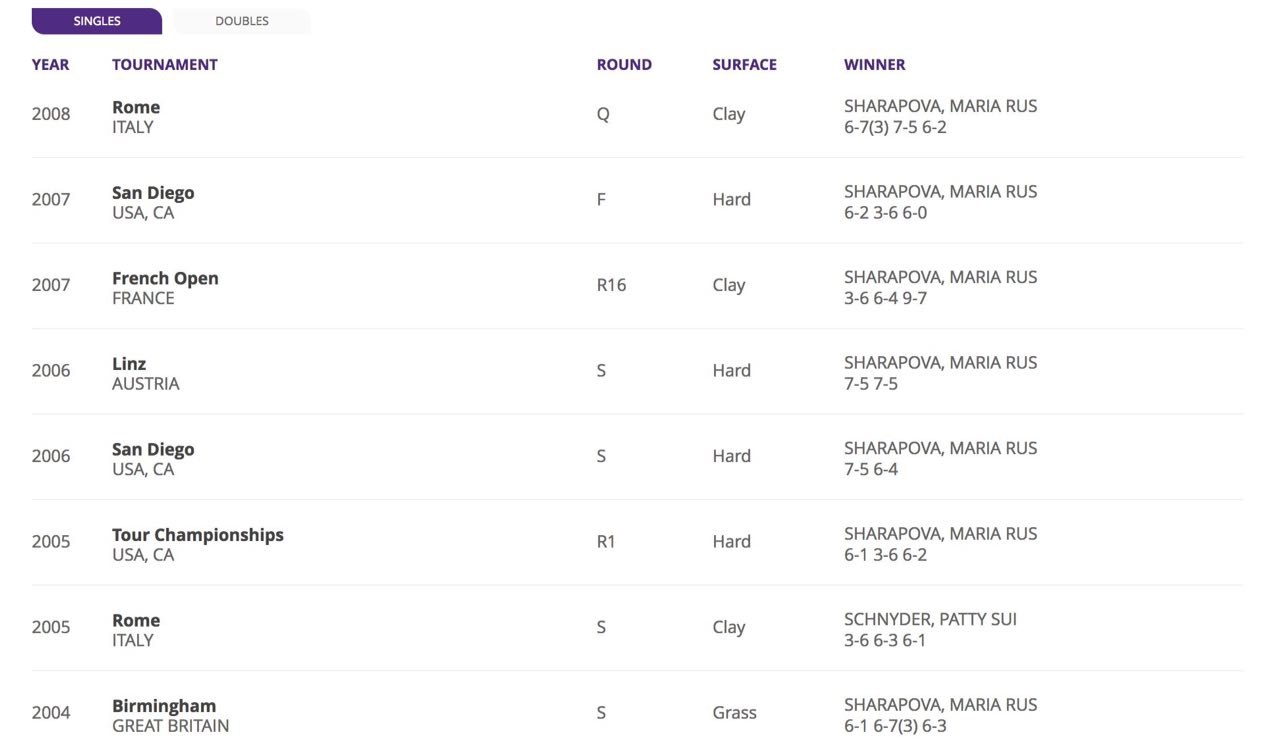 SINGLES DOUBLES
YEAR TOURNAMENT ROUND SURFACE WINNER
2008 Rome Q Clay SHARAPOVA, MARIA RUS
ITALY 6-7(3) 7-5 6-2
2007 San Diego F Hard SHARAPOVA, MARIA RUS
USA, CA 6-2 3-6 6-0
2007 French Open R16 Clay SHARAPOVA, MARIA RUS
FRANCE 3-6 6-4 9-7
2006 Linz S Hard SHARAPOVA, MARIA RUS
AUSTRIA 7-5 7-5
2006 San Diego S Hard SHARAPOVA, MARIA RUS
USA, CA 7-5 6-4
2005 Tour Championships R1 Hard SHARAPOVA, MARIA RUS
USA, CA 6-1 3-6 6-2
2005 Rome S Clay SCHNYDER, PATTY SUI
ITALY 3-6 6-3 6-1
2004 Birmingham S Grass SHARAPOVA, MARIA RUS
GREAT BRITAIN 6-1 6-7(3) 6-3